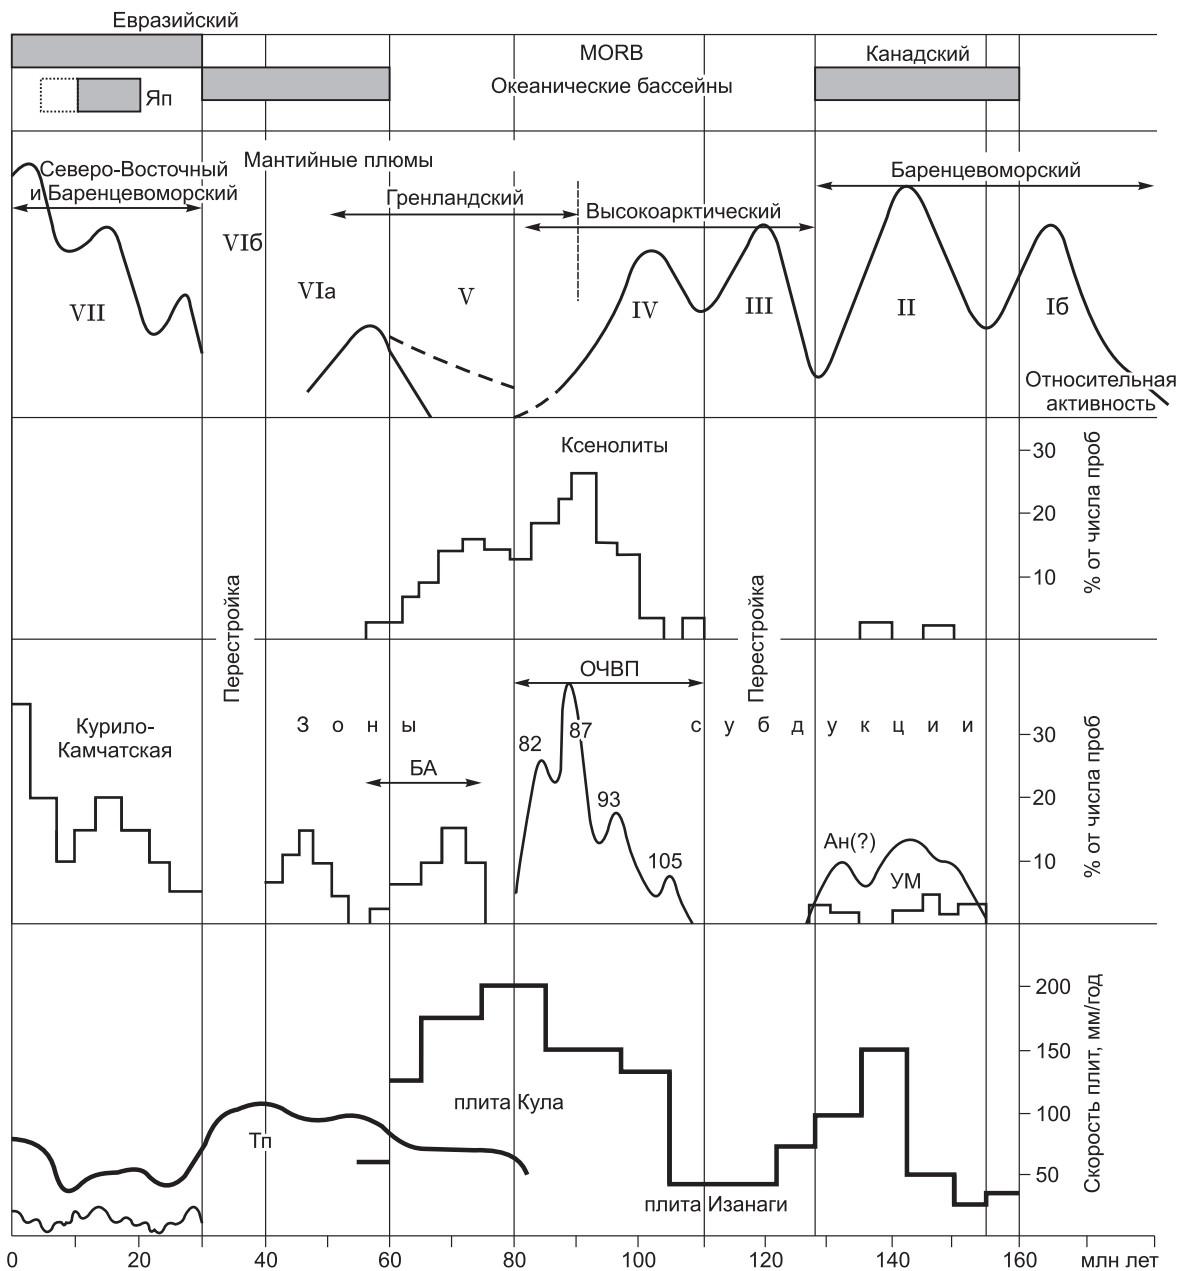 Евразийский
MORB
Канадский
Океанические бассейны
Яп
Мантийные плюмы
Северо-Восточный
и Баренцевоморский
Гренландский
Высокоарктический
Баренцевоморский
VIб
VIа
V
VII
IV
III
II
Iб
Относительная
активность
Ксенолиты
30
20
10
% от числа проб
Перестройка
Перестройка
ОЧВП
Курило-
Камчатская
З о н ы с у б д у к ц и и
БА
82
87
93
105
Ан(?)
УМ
30
20
10
% от числа проб
200
150
100
50
Скорость плит, мм/год
плита Кула
Тп
плита Изанаги
0 20 40 60 80 100 120 140 160 млн лет